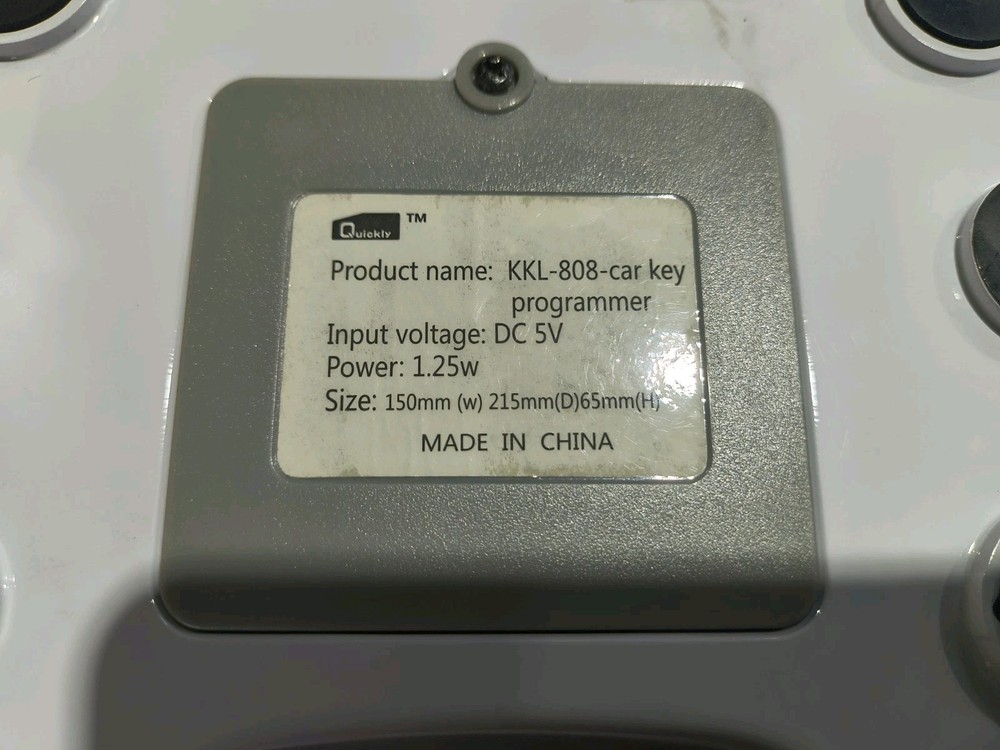 Quickly TM
Product name: KKL-808-car key
programmer
Input voltage: DC 5V
Power: 1.25w
Size: 150mm (w) 215mm(D)65mm(H)
MADE IN CHINA